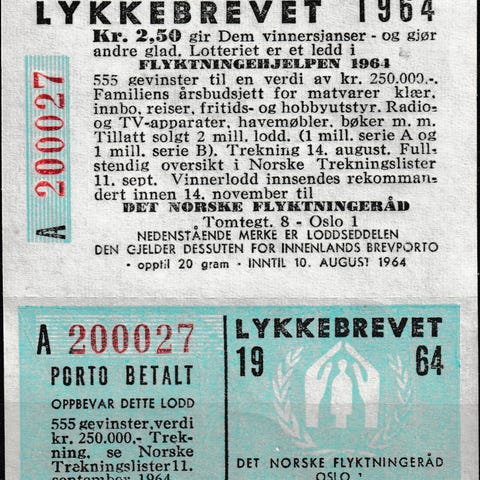 LYKKEBREVET 1964
Kr. 2,50 gir Dem vinnersjanser - og gjør
andre glad. Lotteriet er et ledd i
FLYKTNINGEHJELPEN 1964
555 gevinster til en verdi av kr. 250.000,-.
Familiens årsbudsjett for matvarer klær,
innbo, reiser, fritids- og hobbyutstyr. Radio-
og TV-apparater, havemøbler, bøker m. m.
Tillatt solgt 2 mill. lodd. (1 mill. serie A og
1 mill. serie B). Trekning 14. august. Full-
stendig oversikt i Norske Trekningslister
11. sept. Vinnerlodd innsendes rekomman-
dert innen 14. november til
DET NORSKE FLYKTNINGERÅD
Tomtegt. 8 - Oslo 1
NEDENSTÅENDE MERKE ER LODDSEDDELEN
DEN GJELDER DESSUTEN FOR INNENLANDS BREVPORTO
- opptil 20 gram - INNTIL 10. AUGUST 1964
A 200027
A 200027
PORTO BETALT
OPPBEVAR DETTE LODD
555 gevinster, verdi
kr. 250.000,- Trek-
ning, se Norske
Trekningslister 11.
september 1964
LYKKEBREVET
19 64
DET NORSKE FLYKTNINGERÅD
OSLO 1